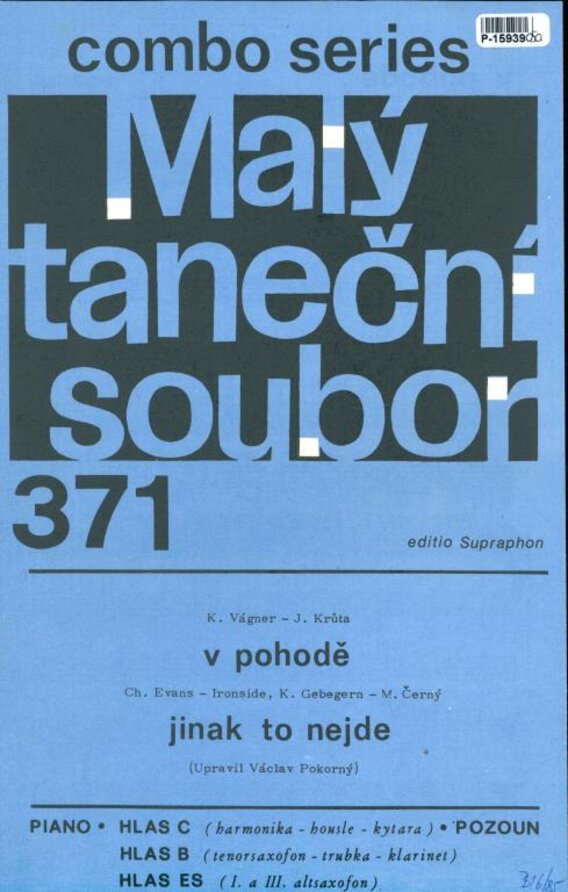 combo series
P-15939
Malý
taneční
soubor
371
editio Supraphon
K. Vágner – J. Krůta
v pohodě
Ch. Evans – Ironside, K. Gebegern – M. Černý
jinak to nejde
(Upravil Václav Pokorný)
PIANO • HLAS C (harmonika - housle - kytara) • POZOUN
HLAS B (tenorsaxofon - trubka - klarinet)
HLAS ES (I. a III. altsaxofon)